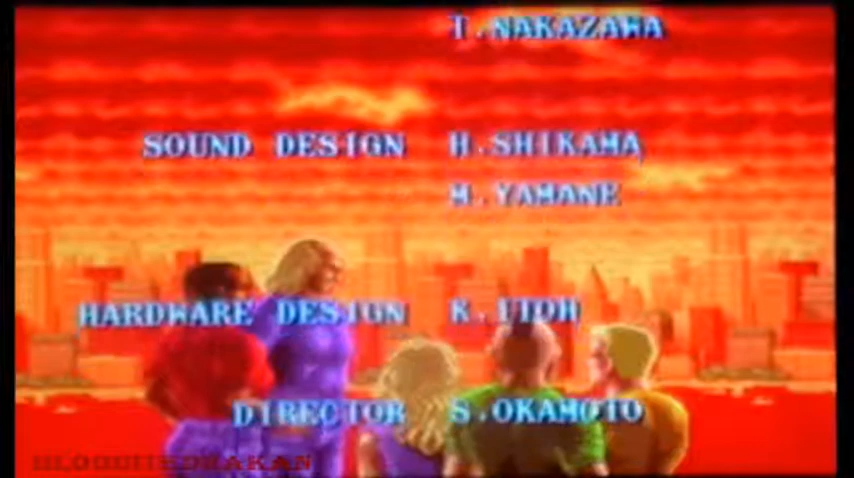 T.NAKAZAWA
SOUND DESIGN H.SHIKAMA
M.YAMANE
HARDWARE DESIGN K.ITOH
DIRECTOR S.OKAMOTO